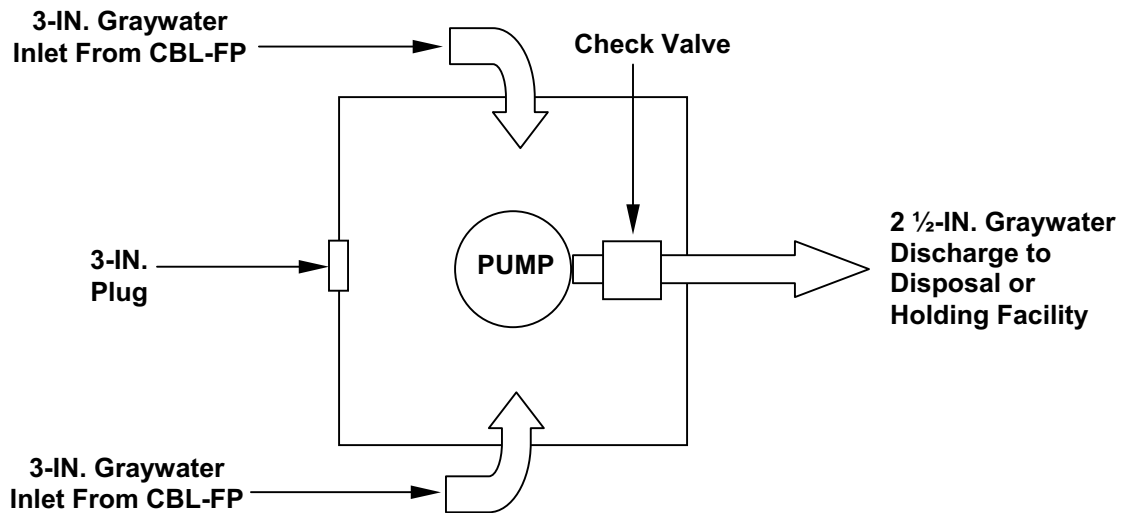 3-IN. Graywater
Inlet From CBL-FP
Check Valve
3-IN.
Plug
PUMP
2 ½-IN. Graywater
Discharge to
Disposal or
Holding Facility
3-IN. Graywater
Inlet From CBL-FP